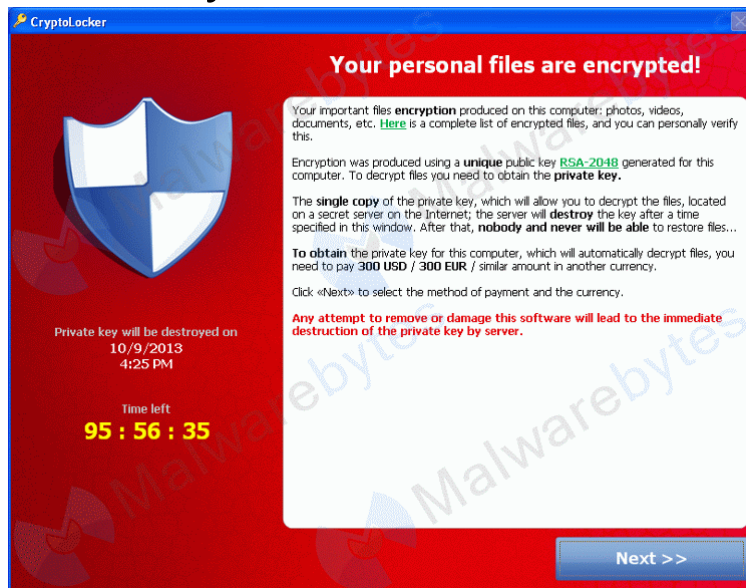 CryptoLocker
Your personal files are encrypted!
Your important files encryption produced on this computer: photos, videos,
documents, etc. Here is a complete list of encrypted files, and you can personally verify
this.
Encryption was produced using a unique public key RSA-2048 generated for this
computer. To decrypt files you need to obtain the private key.
The single copy of the private key, which will allow you to decrypt the files, located
on a secret server on the Internet; the server will destroy the key after a time
specified in this window. After that, nobody and never will be able to restore files...
To obtain the private key for this computer, which will automatically decrypt files, you
need to pay 300 USD / 300 EUR / similar amount in another currency.
Click «Next» to select the method of payment and the currency.
Any attempt to remove or damage this software will lead to the immediate
destruction of the private key by server.
Private key will be destroyed on
10/9/2013
4:25 PM
Time left
95 : 56 : 35
Next >>
Malwarebytes
Malwarebytes
Malwarebytes
Malwarebytes